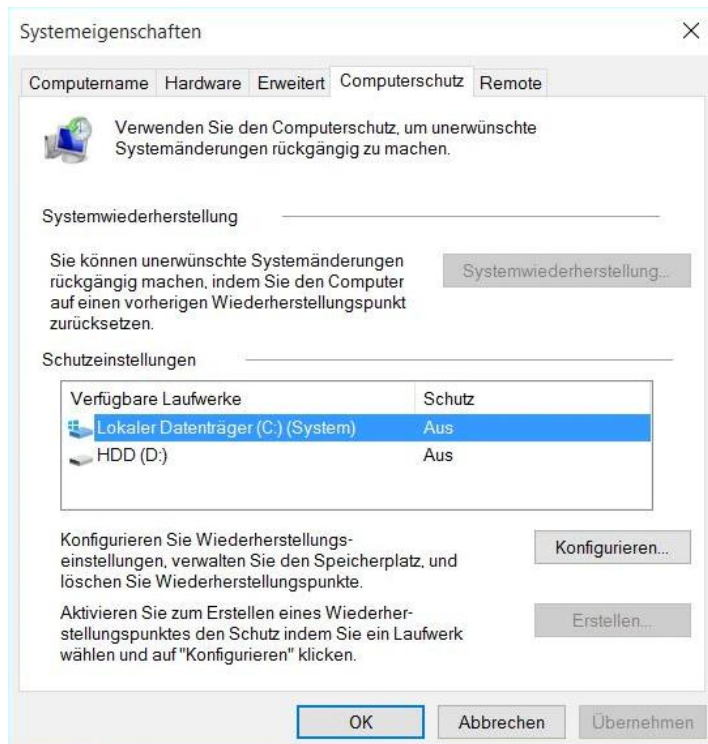 Systemeigenschaften
Computername Hardware Erweitert Computerschutz Remote
Verwenden Sie den Computerschutz, um unerwünschte
Systemänderungen rückgängig zu machen.
Systemwiederherstellung
Sie können unerwünschte Systemänderungen
rückgängig machen, indem Sie den Computer
auf einen vorherigen Wiederherstellungspunkt
zurücksetzen.
Systemwiederherstellung...
Schutzeinstellungen
Verfügbare Laufwerke Schutz
Lokaler Datenträger (C:) (System) Aus
HDD (D:) Aus
Konfigurieren Sie Wiederherstellungs-
einstellungen, verwalten Sie den Speicherplatz, und
löschen Sie Wiederherstellungspunkte.
Konfigurieren...
Aktivieren Sie zum Erstellen eines Wiederher-
stellungspunktes den Schutz indem Sie ein Laufwerk
wählen und auf "Konfigurieren" klicken.
Erstellen...
OK Abbrechen Übernehmen